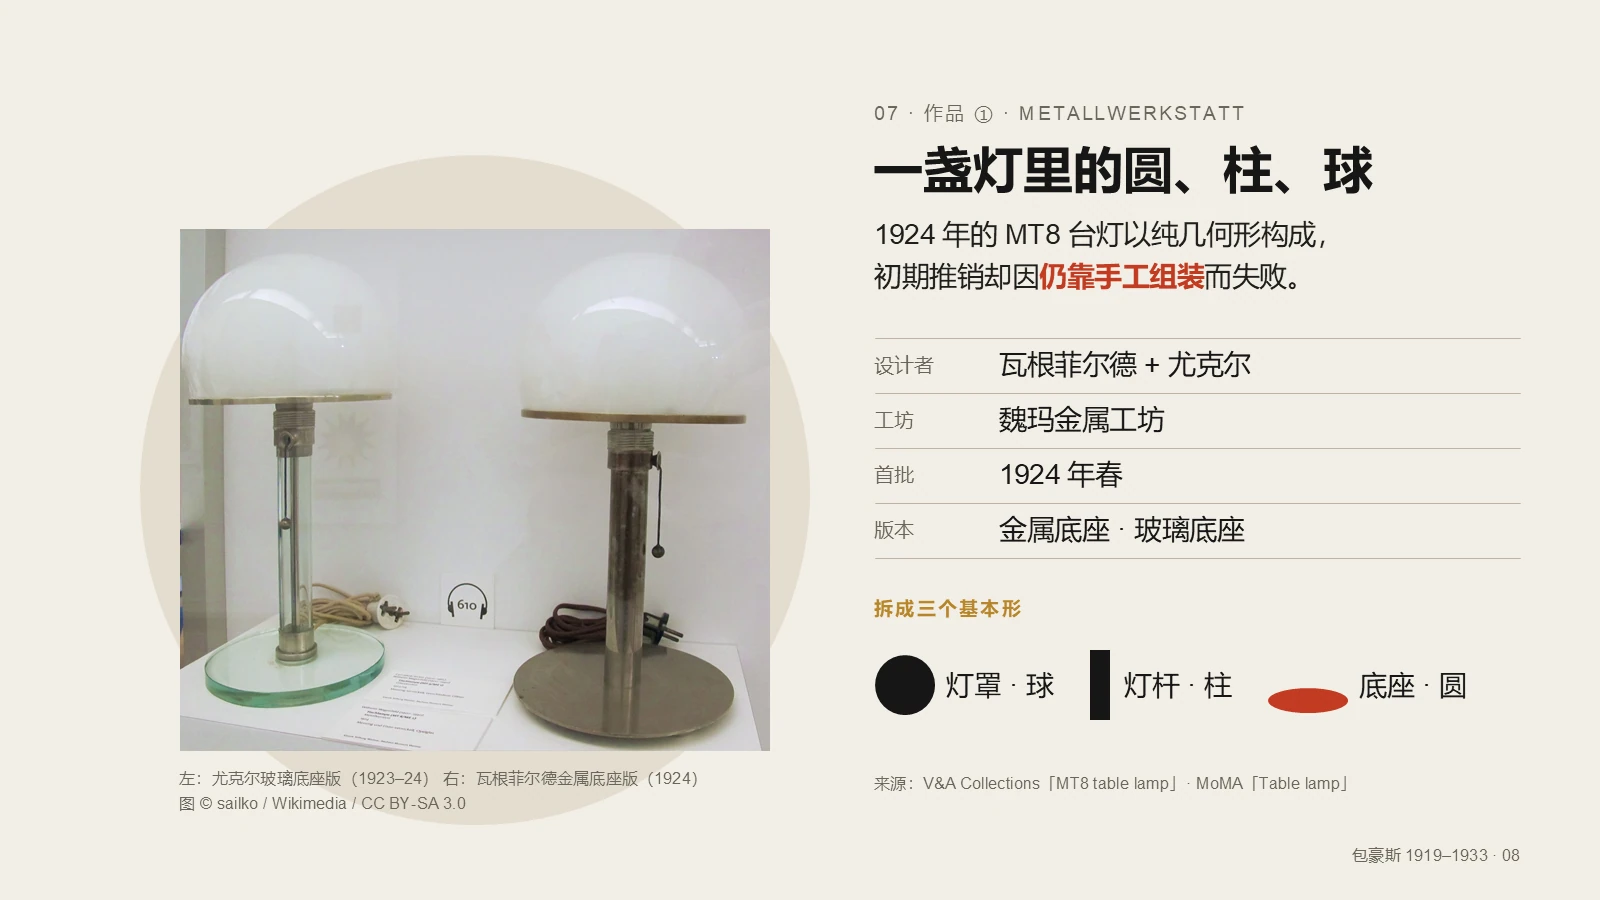 07 · 作品 ① · METALLWERKSTATT
一盏灯里的圆、柱、球
1924 年的 MT8 台灯以纯几何形构成,
初期推销却因仍靠手工组装而失败。
设计者 瓦根菲尔德 + 尤克尔
工坊 魏玛金属工坊
首批 1924 年春
版本 金属底座 · 玻璃底座
拆成三个基本形
灯罩 · 球 灯杆 · 柱 底座 · 圆
610
左：尤克尔玻璃底座版（1923–24） 右：瓦根菲尔德金属底座版（1924）
图 © sailko / Wikimedia / CC BY-SA 3.0
来源：V&A Collections「MT8 table lamp」· MoMA「Table lamp」
包豪斯 1919–1933 · 08